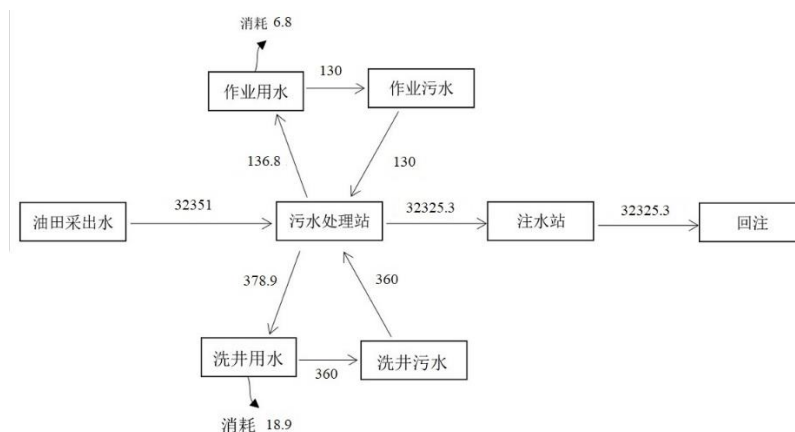 消耗 6.8
作业用水
130
作业污水
136.8
130
油田采出水
32351
污水处理站
32325.3
注水站
32325.3
回注
378.9
360
洗井用水
360
洗井污水
消耗 18.9